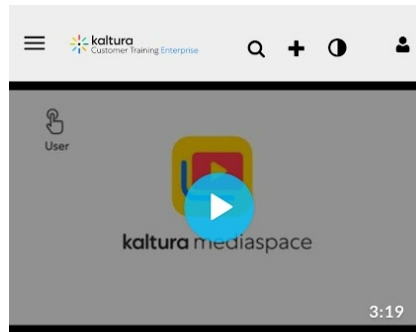 kaltura
Customer Training Enterprise
User
kaltura mediaspace
3:19